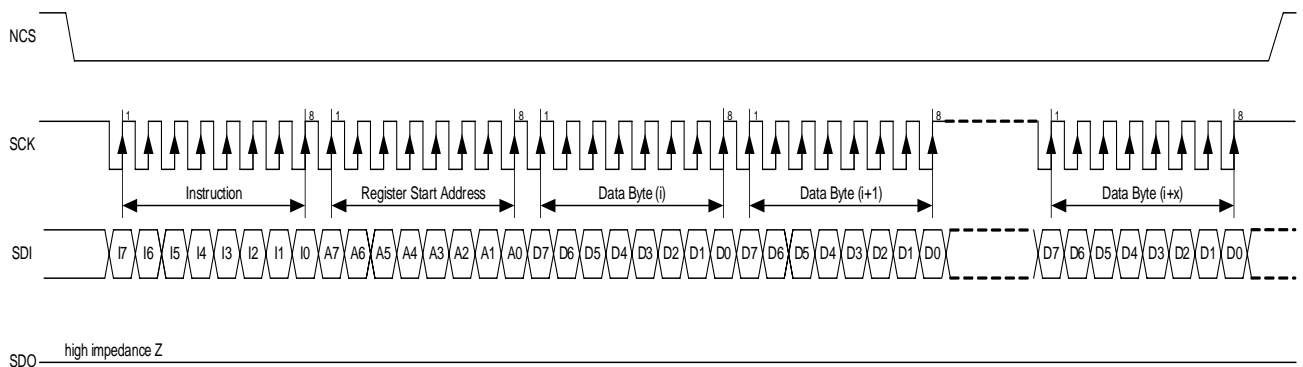 NCS
1 8 1 8 1 8 1 8 1 8
SCK
Instruction Register Start Address Data Byte (i) Data Byte (i+1) Data Byte (i+x)
SDI I7 I6 I5 I4 I3 I2 I1 I0 A7 A6 A5 A4 A3 A2 A1 A0 D7 D6 D5 D4 D3 D2 D1 D0 D7 D6 D5 D4 D3 D2 D1 D0 D7 D6 D5 D4 D3 D2 D1 D0
high impedance Z
SDO